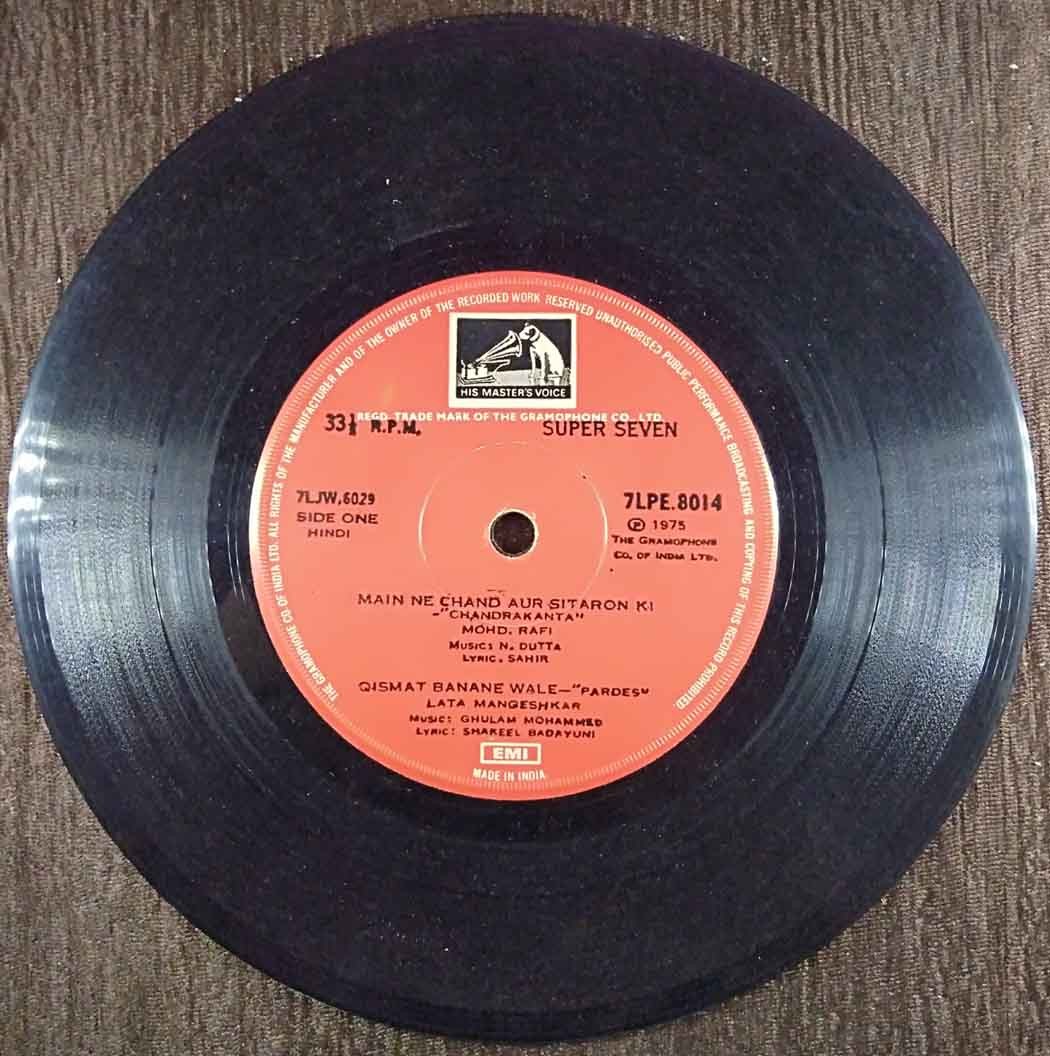 THE GRAMOPHONE CO. OF INDIA LTD. ALL RIGHTS OF THE MANUFACTURER AND OF THE OWNER OF THE RECORDED WORK RESERVED UNAUTHORISED PUBLIC PERFORMANCE BROADCASTING AND COPYING OF THIS RECORD PROHIBITED
HIS MASTER'S VOICE
REGD. TRADE MARK OF THE GRAMOPHONE CO. LTD.
33⅓ R.P.M. SUPER SEVEN
7LJW.6029 7LPE.8014
SIDE ONE ℗ 1975
HINDI THE GRAMOPHONE
CO. OF INDIA LTD.
MAIN NE CHAND AUR SITARON KI
-"CHANDRAKANTA"
MOHD. RAFI
MUSIC: N. DUTTA
LYRIC. SAHIR
QISMAT BANANE WALE-"PARDES"
LATA MANGESHKAR
MUSIC: GHULAM MOHAMMED
LYRIC: SHAKEEL BADAYUNI
EMI
MADE IN INDIA